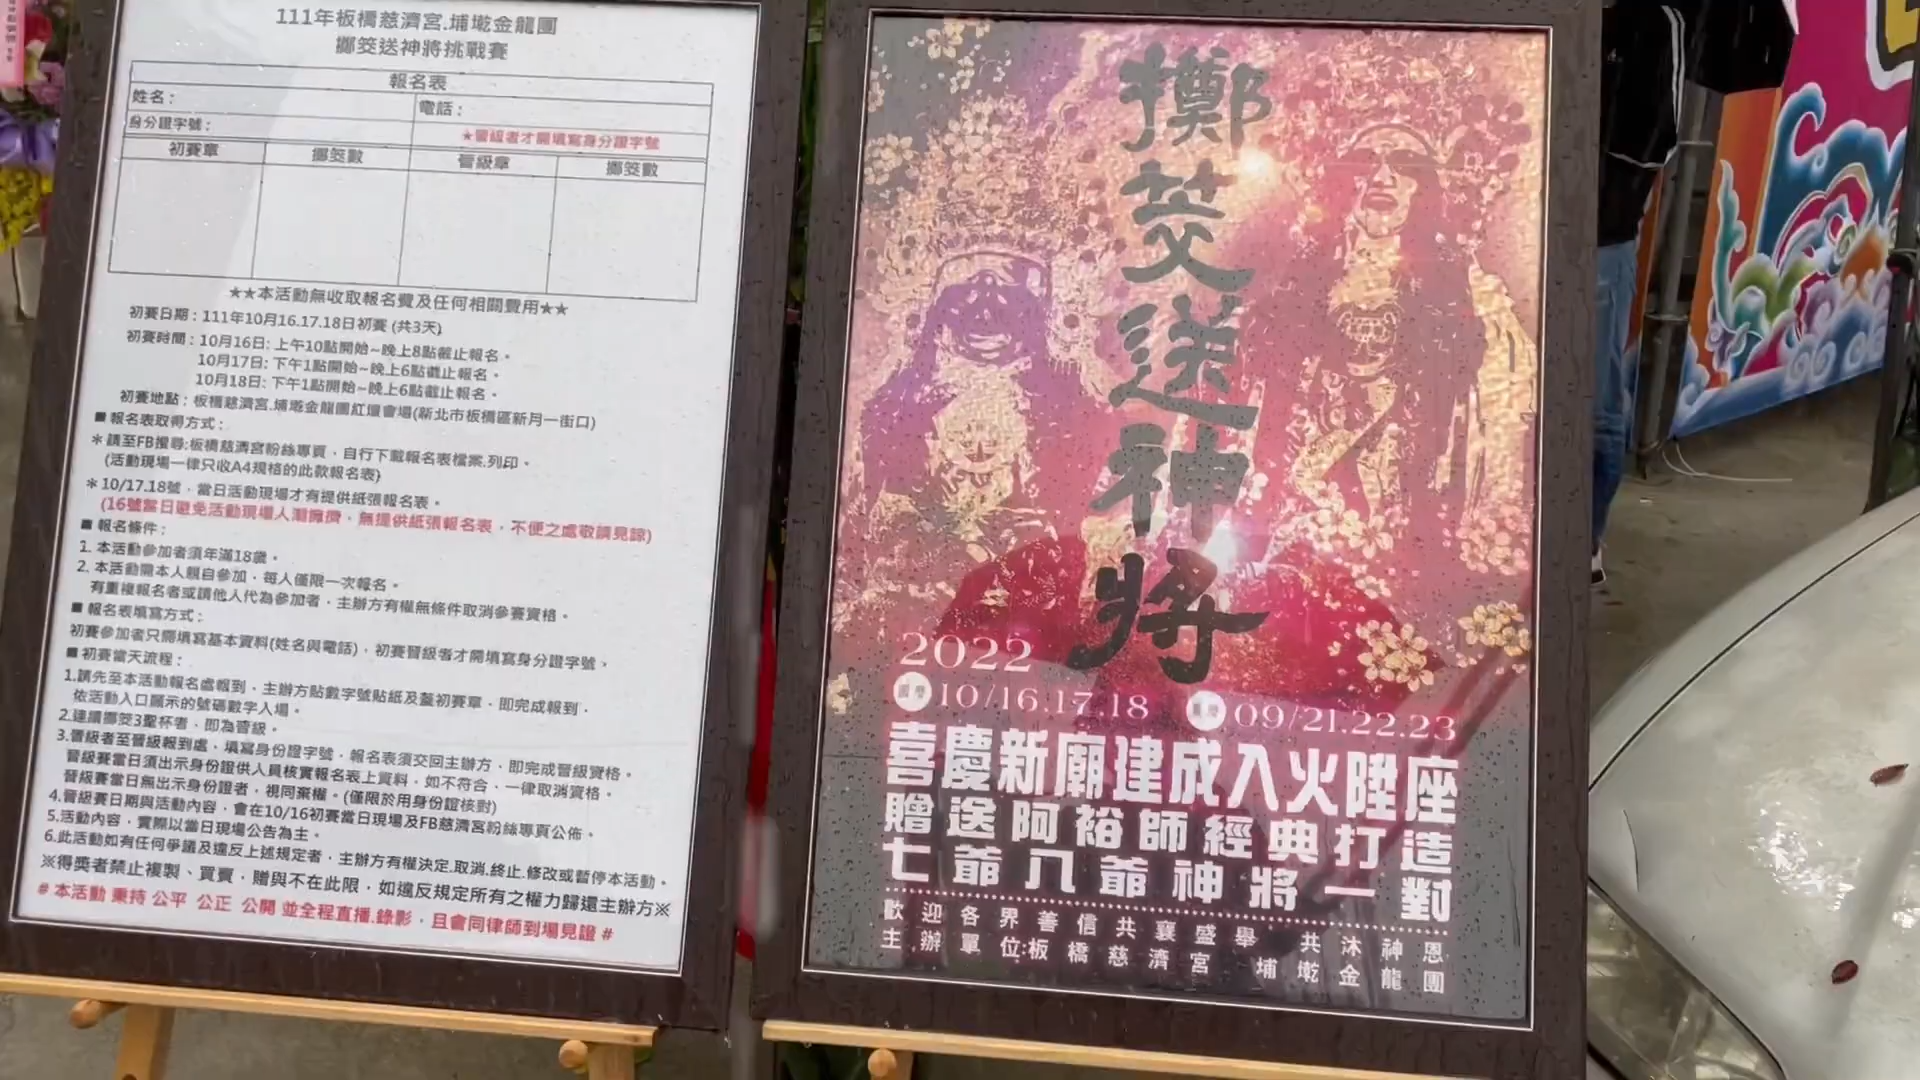 111年板橋慈濟宮.埔墘金龍團
擲筊送神將挑戰賽
報名表
姓名:
電話:
身分證字號:
★晉級者才需填寫身分證字號
初賽章
擲筊數
晉級章
擲筊數
★★本活動無收取報名費及任何相關費用★★
初賽日期:111年10月16.17.18日初賽 (共3天)
初賽時間:10月16日: 上午10點開始~晚上8點截止報名。
10月17日: 下午1點開始~晚上6點截止報名。
10月18日: 下午1點開始~晚上6點截止報名。
初賽地點:板橋慈濟宮.埔墘金龍團紅壇會場(新北市板橋區新月一街口)
■ 報名表取得方式:
＊請至FB搜尋:板橋慈濟宮粉絲專頁,自行下載報名表檔案.列印。
(活動現場一律只收A4規格的此款報名表)
＊10/17.18號,當日活動現場才有提供紙張報名表。
(16號當日避免活動現場人潮擁擠,無提供紙張報名表,不便之處敬請見諒)
■ 報名條件:
1. 本活動參加者須年滿18歲。
2. 本活動需本人親自參加,每人僅限一次報名。
有重複報名者或請他人代為參加者,主辦方有權無條件取消參賽資格。
■ 報名表填寫方式:
初賽參加者只需填寫基本資料(姓名與電話),初賽晉級者才需填寫身分證字號。
■ 初賽當天流程:
1.請先至本活動報名處報到,主辦方貼數字號貼紙及蓋初賽章,即完成報到.
依活動入口顯示的號碼數字入場。
2.連續擲筊3聖杯者,即為晉級。
3.晉級者至晉級報到處,填寫身份證字號,報名表須交回主辦方,即完成晉級資格。
晉級賽當日須出示身份證供人員核實報名表上資料,如不符合,一律取消資格。
晉級賽當日無出示身份證者,視同棄權。(僅限於用身份證核對)
4.晉級賽日期與活動內容,會在10/16初賽當日現場及FB慈濟宮粉絲專頁公佈。
5.活動內容,實際以當日現場公告為主。
6.此活動如有任何爭議及違反上述規定者,主辦方有權決定.取消.終止.修改或暫停本活動。
※得獎者禁止複製、買賣,贈與不在此限,如違反規定所有之權力歸還主辦方※
# 本活動 秉持 公平 公正 公開 並全程直播.錄影,且會同律師到場見證 #
擲筊送神將
2022
國曆 10/16.17.18 農曆 09/21.22.23
喜慶新廟建成入火陞座
贈送阿裕師經典打造
七爺八爺神將一對
歡迎各界善信共襄盛舉 共沐神恩
主辦單位:板橋慈濟宮 埔墘金龍團